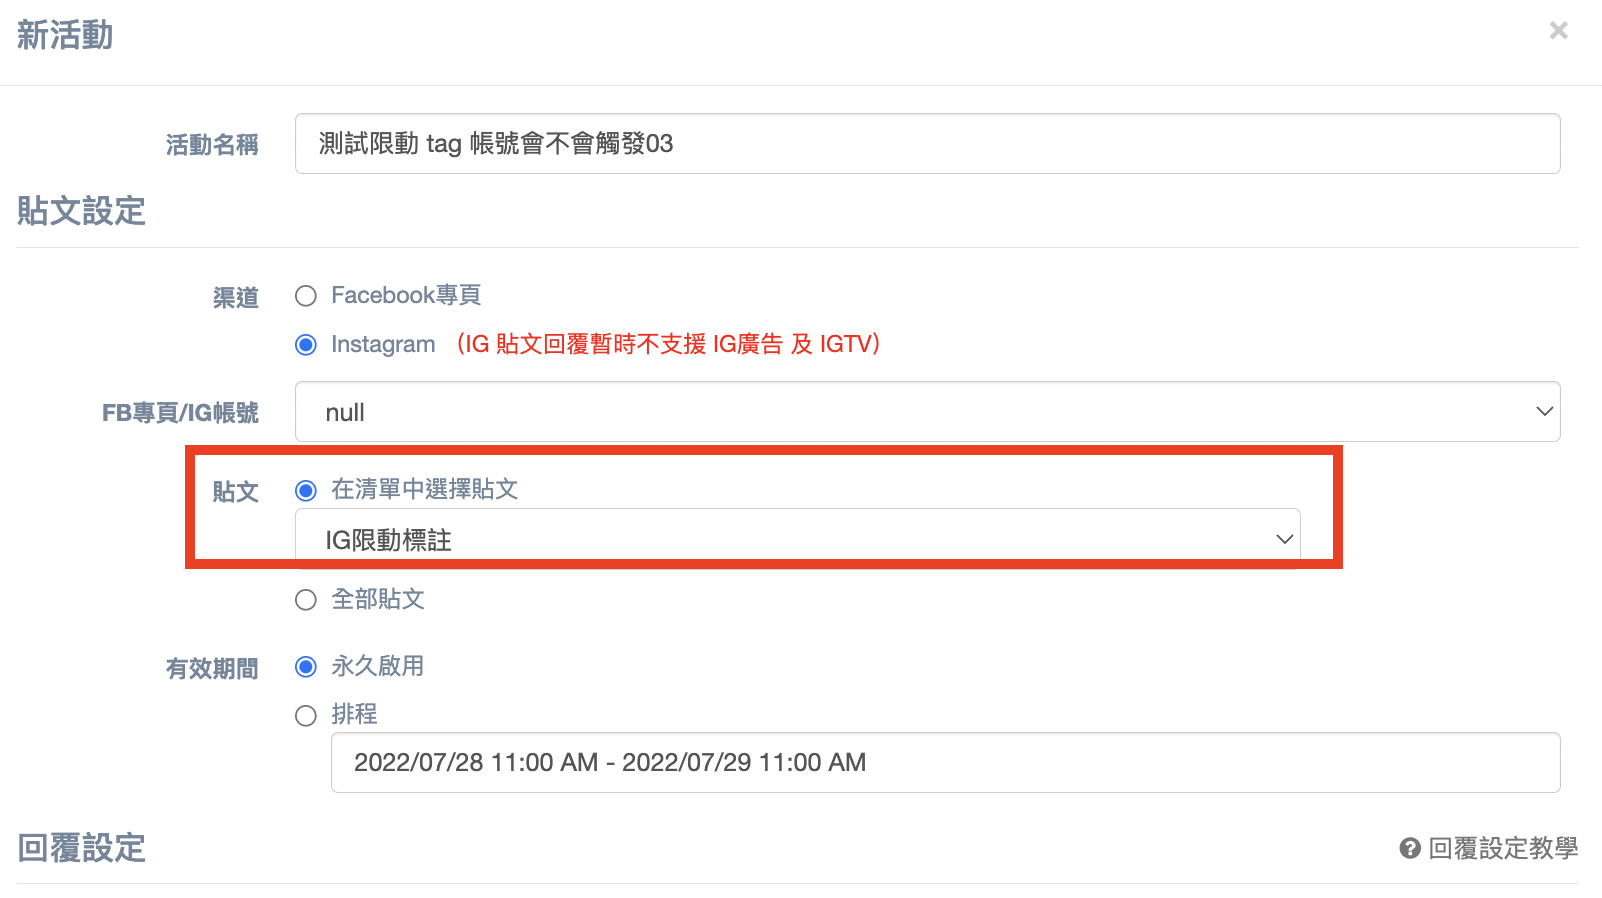 新活動
×
活動名稱
測試限動 tag 帳號會不會觸發03
貼文設定
渠道
Facebook專頁
Instagram （IG 貼文回覆暫時不支援 IG廣告 及 IGTV）
FB專頁/IG帳號
null
貼文
在清單中選擇貼文
IG限動標註
全部貼文
有效期間
永久啟用
排程
2022/07/28 11:00 AM - 2022/07/29 11:00 AM
回覆設定
? 回覆設定教學